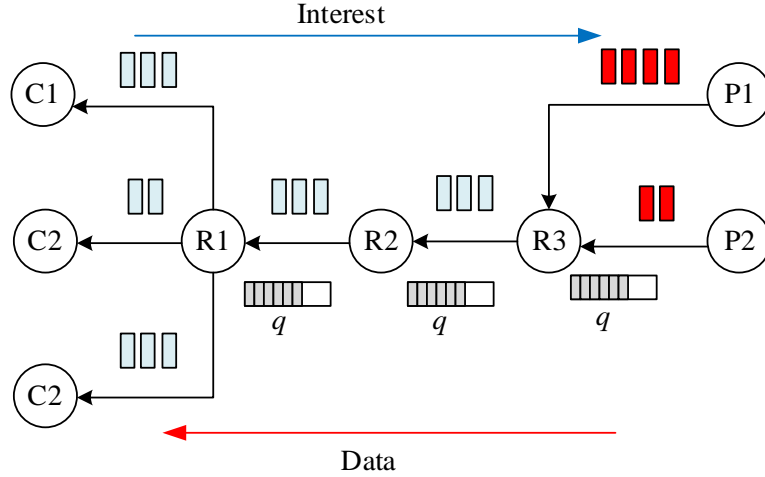 Interest
C1
P1
C2
R1
R2
R3
P2
q
q
q
C2
Data